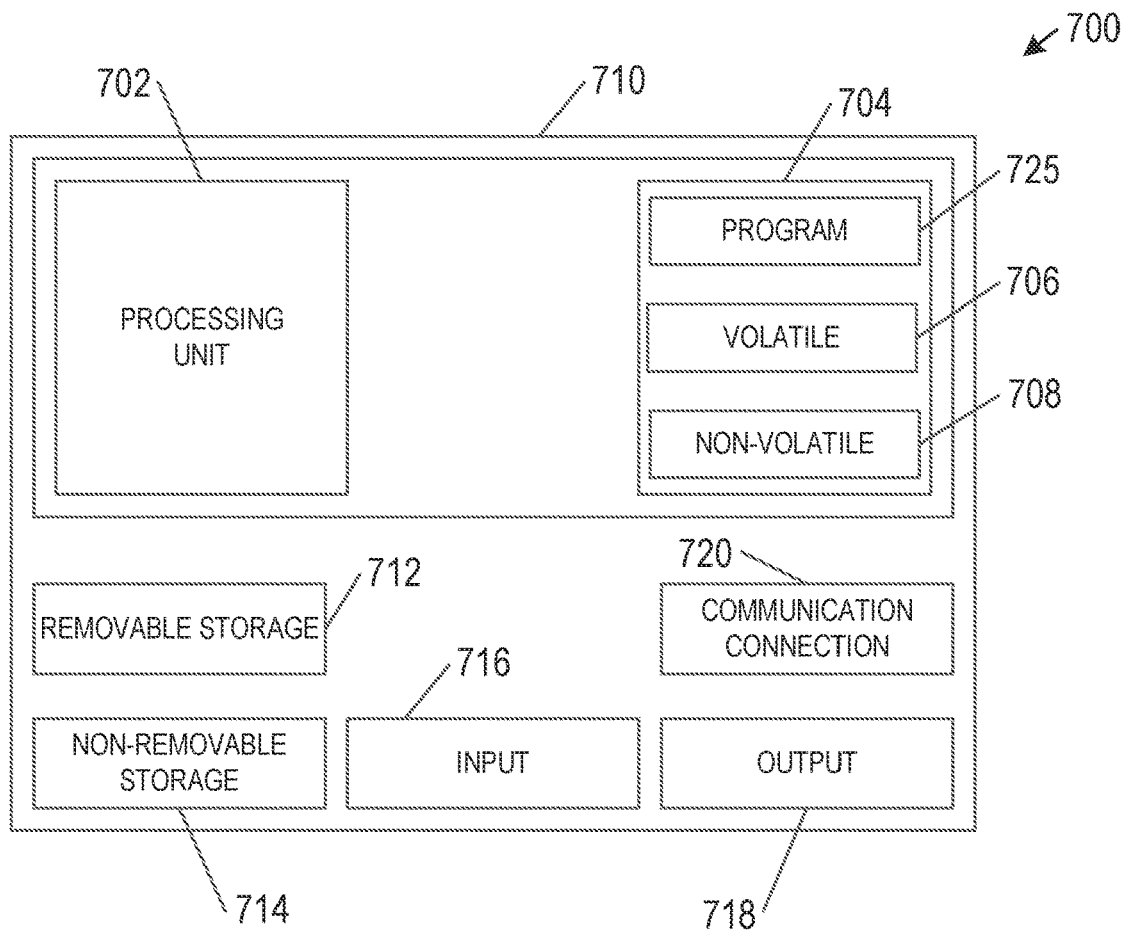 700
702
710
704
725
PROGRAM
706
PROCESSING
UNIT
VOLATILE
708
NON-VOLATILE
712
720
REMOVABLE STORAGE
COMMUNICATION
CONNECTION
716
NON-REMOVABLE
STORAGE
INPUT
OUTPUT
714
718